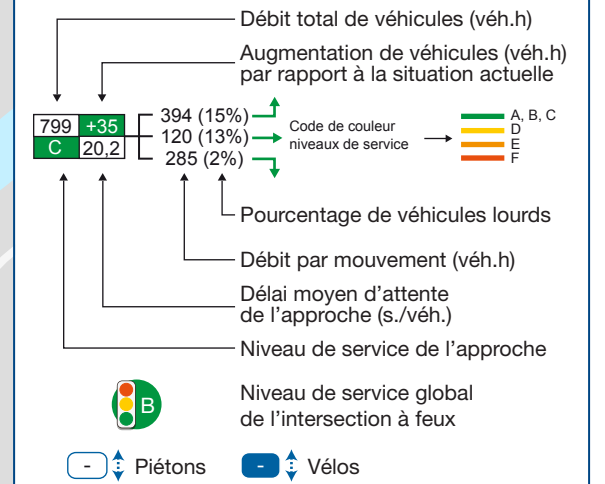 Débit total de véhicules (véh.h)
Augmentation de véhicules (véh.h)
par rapport à la situation actuelle
799 +35
C 20,2
394 (15%)
120 (13%)
285 (2%)
Code de couleur
niveaux de service
A, B, C
D
E
F
Pourcentage de véhicules lourds
Débit par mouvement (véh.h)
Délai moyen d'attente
de l'approche (s./véh.)
Niveau de service de l'approche
B
Niveau de service global
de l'intersection à feux
- Piétons - Vélos